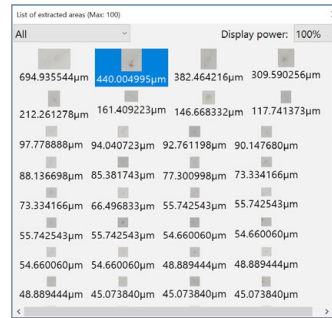 List of extracted areas (Max: 100)
All Display power: 100%
694.935544µm 440.004995µm 382.464216µm 309.590256µm
212.261278µm 161.409223µm 146.668332µm 117.741373µm
97.778888µm 94.040723µm 92.761198µm 90.147680µm
88.136698µm 85.381743µm 77.300998µm 73.334166µm
73.334166µm 66.496833µm 55.742543µm 55.742543µm
55.742543µm 55.742543µm 54.660060µm 54.660060µm
54.660060µm 54.660060µm 48.889444µm 48.889444µm
48.889444µm 45.073840µm 45.073840µm 45.073840µm